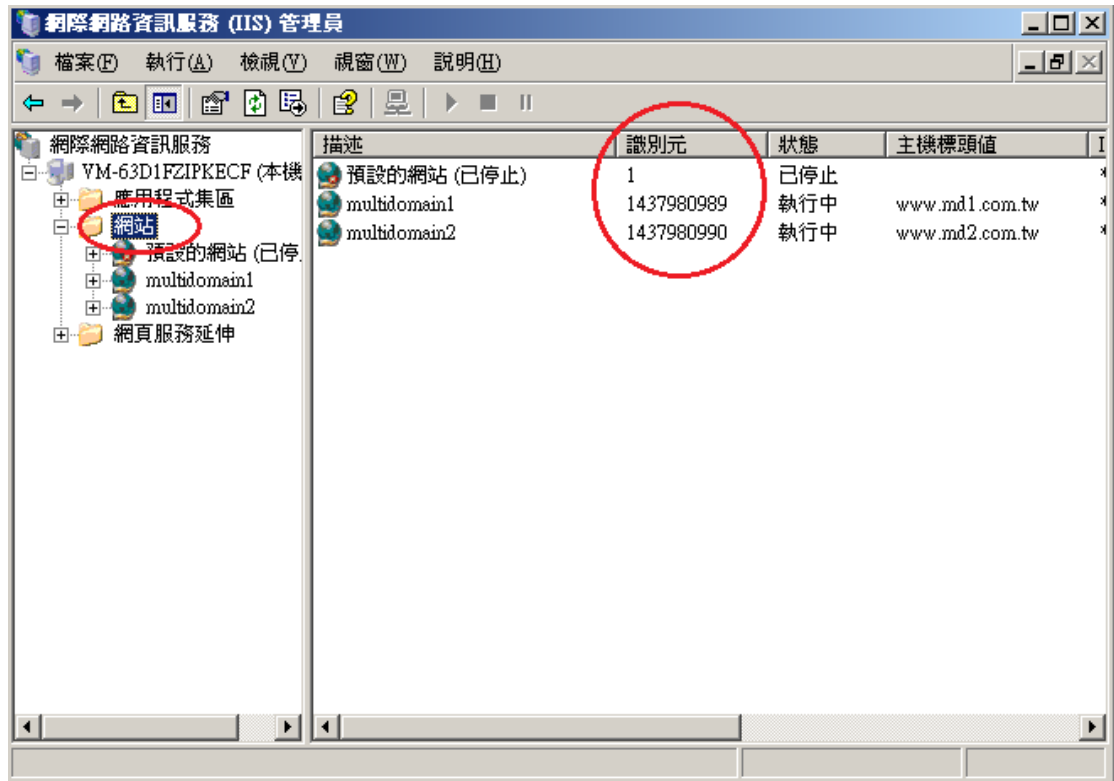 網際網路資訊服務 (IIS) 管理員
檔案(F) 執行(A) 檢視(V) 視窗(W) 說明(H)
網際網路資訊服務
VM-63D1FZIPKECF (本機
應用程式集區
網站
預設的網站 (已停
multidomain1
multidomain2
網頁服務延伸
描述 識別元 狀態 主機標頭值 I
預設的網站 (已停止) 1 已停止 *
multidomain1 1437980989 執行中 www.md1.com.tw *
multidomain2 1437980990 執行中 www.md2.com.tw *